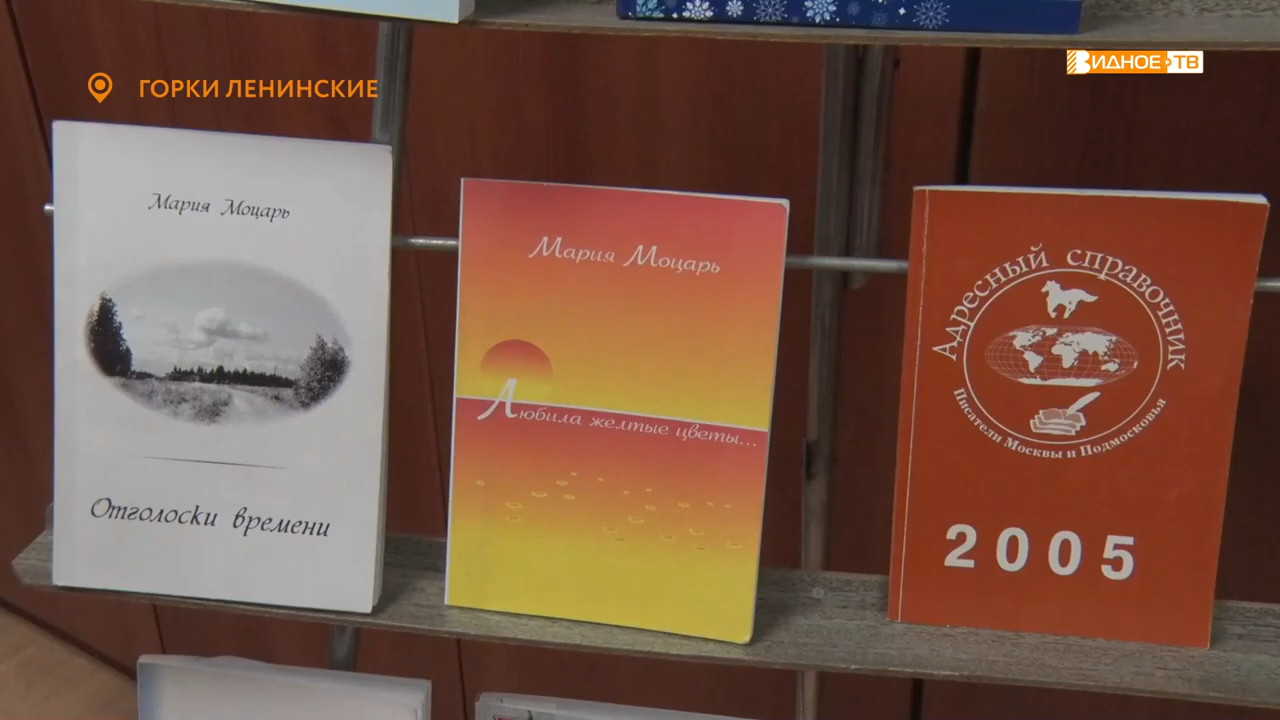 ГОРКИ ЛЕНИНСКИЕ
ВИДНОЕ ТВ
Мария Моцарь
Отголоски времени
Мария Моцарь
Любила желтые цветы...
Адресный справочник
Писатели Москвы и Подмосковья
2005